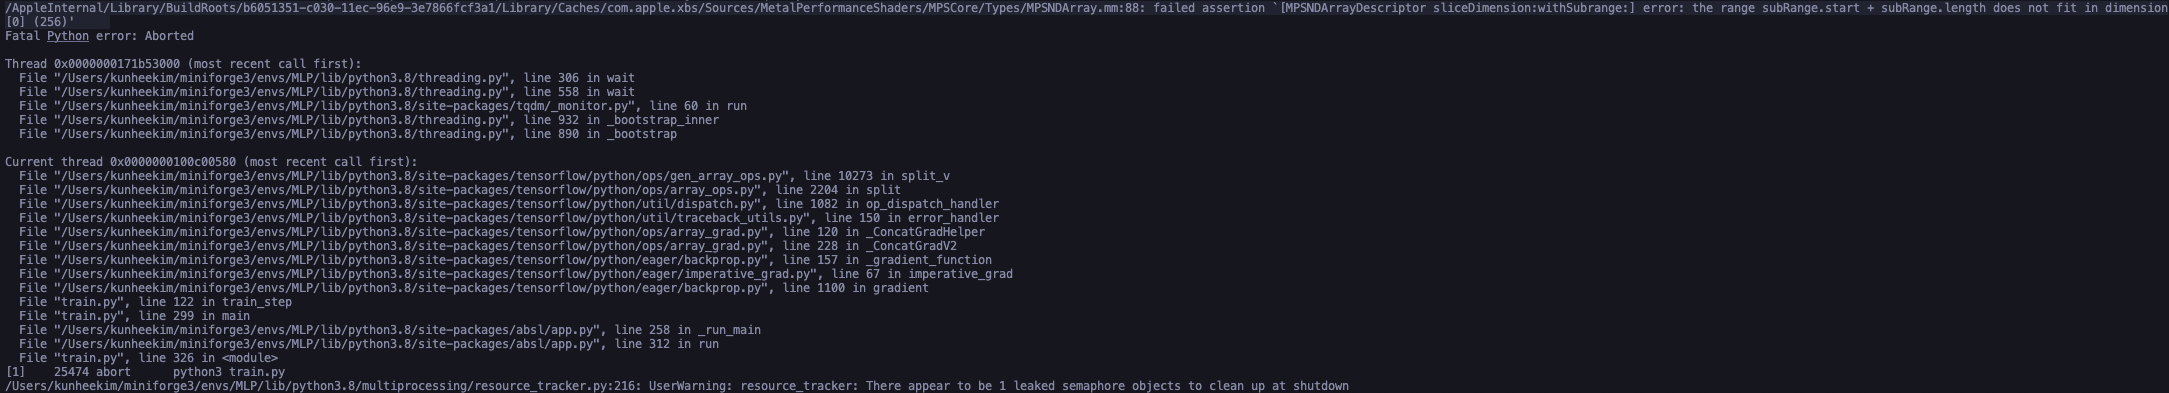 /AppleInternal/Library/BuildRoots/b6051351-c030-11ec-96e9-3e7866fcf3a1/Library/Caches/com.apple.xbs/Sources/MetalPerformanceShaders/MPSCore/Types/MPSNDArray.mm:88: failed assertion `[MPSNDArrayDescriptor sliceDimension:withSubrange:] error: the range subRange.start + subRange.length does not fit in dimension
[0] (256)'
Fatal Python error: Aborted
Thread 0x0000000171b53000 (most recent call first):
File "/Users/kunheekim/miniforge3/envs/MLP/lib/python3.8/threading.py", line 306 in wait
File "/Users/kunheekim/miniforge3/envs/MLP/lib/python3.8/threading.py", line 558 in wait
File "/Users/kunheekim/miniforge3/envs/MLP/lib/python3.8/site-packages/tqdm/_monitor.py", line 60 in run
File "/Users/kunheekim/miniforge3/envs/MLP/lib/python3.8/threading.py", line 932 in _bootstrap_inner
File "/Users/kunheekim/miniforge3/envs/MLP/lib/python3.8/threading.py", line 890 in _bootstrap
Current thread 0x0000000100c00580 (most recent call first):
File "/Users/kunheekim/miniforge3/envs/MLP/lib/python3.8/site-packages/tensorflow/python/ops/gen_array_ops.py", line 10273 in split_v
File "/Users/kunheekim/miniforge3/envs/MLP/lib/python3.8/site-packages/tensorflow/python/ops/array_ops.py", line 2204 in split
File "/Users/kunheekim/miniforge3/envs/MLP/lib/python3.8/site-packages/tensorflow/python/util/dispatch.py", line 1082 in op_dispatch_handler
File "/Users/kunheekim/miniforge3/envs/MLP/lib/python3.8/site-packages/tensorflow/python/util/traceback_utils.py", line 150 in error_handler
File "/Users/kunheekim/miniforge3/envs/MLP/lib/python3.8/site-packages/tensorflow/python/ops/array_grad.py", line 120 in _ConcatGradHelper
File "/Users/kunheekim/miniforge3/envs/MLP/lib/python3.8/site-packages/tensorflow/python/ops/array_grad.py", line 228 in _ConcatGradV2
File "/Users/kunheekim/miniforge3/envs/MLP/lib/python3.8/site-packages/tensorflow/python/eager/backprop.py", line 157 in _gradient_function
File "/Users/kunheekim/miniforge3/envs/MLP/lib/python3.8/site-packages/tensorflow/python/eager/imperative_grad.py", line 67 in imperative_grad
File "/Users/kunheekim/miniforge3/envs/MLP/lib/python3.8/site-packages/tensorflow/python/eager/backprop.py", line 1100 in gradient
File "train.py", line 122 in train_step
File "train.py", line 299 in main
File "/Users/kunheekim/miniforge3/envs/MLP/lib/python3.8/site-packages/absl/app.py", line 258 in _run_main
File "/Users/kunheekim/miniforge3/envs/MLP/lib/python3.8/site-packages/absl/app.py", line 312 in run
File "train.py", line 326 in <module>
[1]    25474 abort      python3 train.py
/Users/kunheekim/miniforge3/envs/MLP/lib/python3.8/multiprocessing/resource_tracker.py:216: UserWarning: resource_tracker: There appear to be 1 leaked semaphore objects to clean up at shutdown